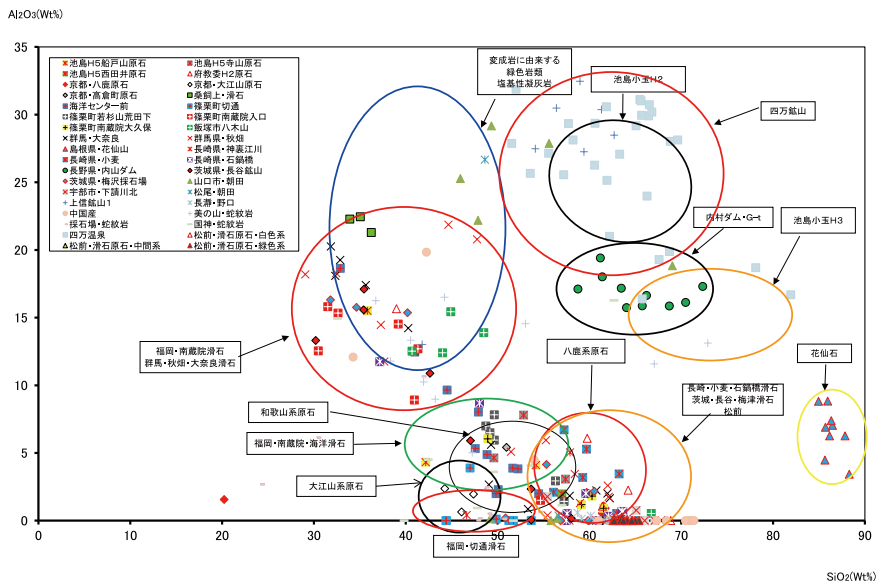 Al₂O₃(Wt%)
35
30
25
20
15
10
5
0
0
10
20
30
40
50
60
70
80
90
SiO₂(Wt%)
池島H5船戸山原石
池島H5寺山原石
池島H5西田井原石
府教委H2原石
京都・八鹿原石
京都・大江山原石
京都・高倉町原石
桑飼上・滑石
海洋センター前
篠栗町切通
篠栗町若杉山荒田下
篠栗町南蔵院入口
篠栗町南蔵院大久保
飯塚市八木山
群馬・大奈良
群馬県・秋畑
島根県・花仙山
長崎県・神裏江川
長崎県・小麦
長崎県・石鍋橋
長野県・内山ダム
茨城県・長谷鉱山
茨城県・梅沢採石場
山口市・朝田
宇部市・下請川北
松尾・朝田
上信鉱山1
長瀞・野口
中国産
美の山・蛇紋岩
採石場・蛇紋岩
国神・蛇紋岩
四万温泉
松前・滑石原石・白色系
松前・滑石原石・中間系
松前・滑石原石・緑色系
変成岩に由来する
緑色岩類
塩基性凝灰岩
池島小玉H2
四万鉱山
内村ダム・G-t
池島小玉H3
福岡・南蔵院滑石
群馬・秋畑・大奈良滑石
八鹿系原石
花仙石
長崎・小麦・石鍋橋滑石
茨城・長谷・梅津滑石
松前
和歌山系原石
福岡・南蔵院・海洋滑石
大江山系原石
福岡・切通滑石